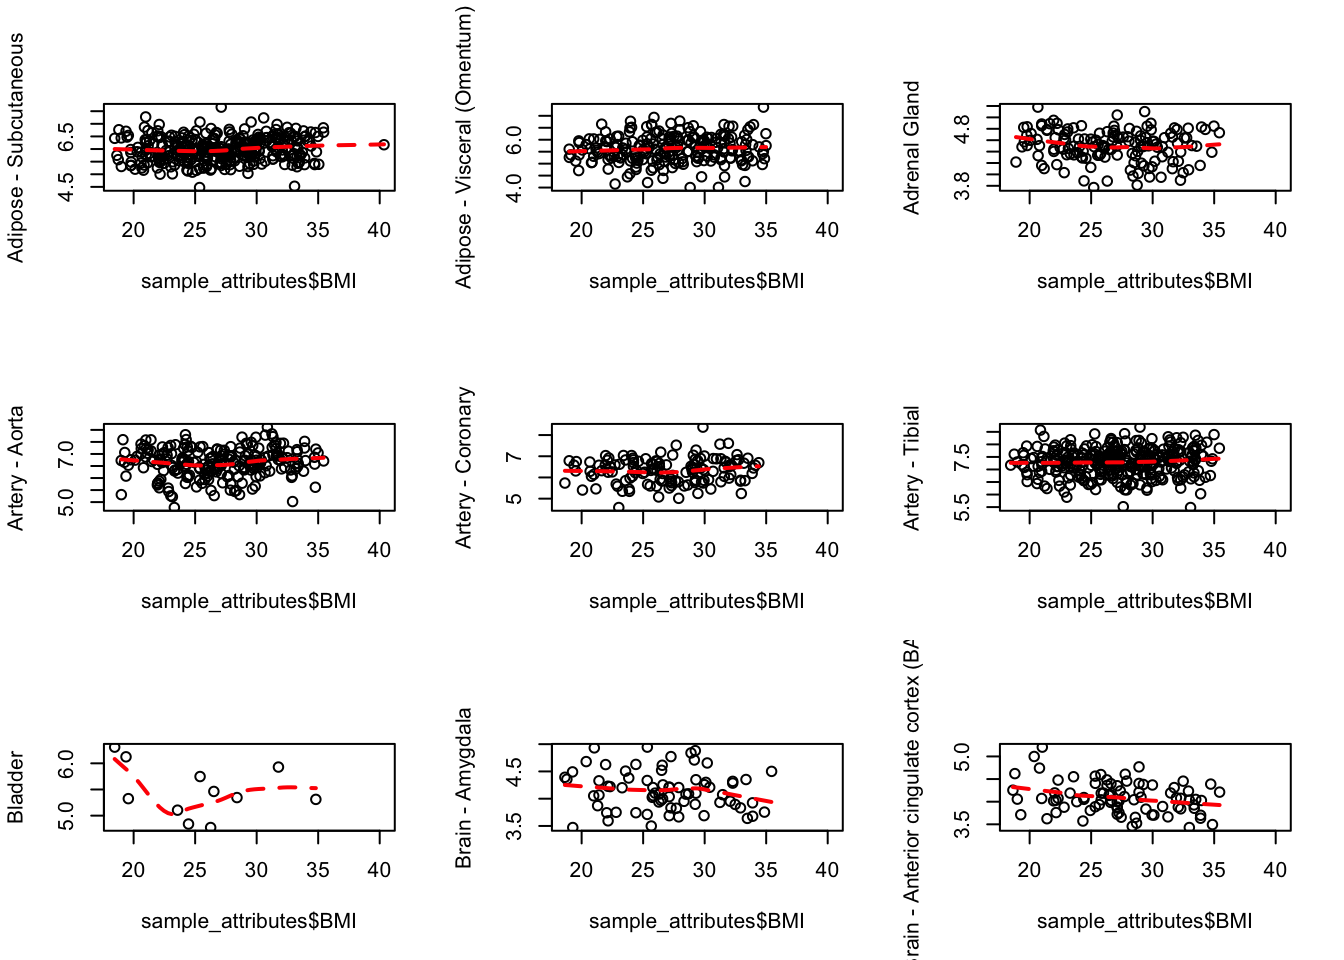 Adipose - Subcutaneous
4.5 6.5
20 25 30 35 40
sample_attributes$BMI
Adipose - Visceral (Omentum)
4.0 6.0
20 25 30 35 40
sample_attributes$BMI
Adrenal Gland
3.8 4.8
20 25 30 35 40
sample_attributes$BMI
Artery - Aorta
5.0 7.0
20 25 30 35 40
sample_attributes$BMI
Artery - Coronary
5 7
20 25 30 35 40
sample_attributes$BMI
Artery - Tibial
5.5 7.5
20 25 30 35 40
sample_attributes$BMI
Bladder
5.0 6.0
20 25 30 35 40
sample_attributes$BMI
Brain - Amygdala
3.5 4.5
20 25 30 35 40
sample_attributes$BMI
rain - Anterior cingulate cortex (BA
3.5 5.0
20 25 30 35 40
sample_attributes$BMI